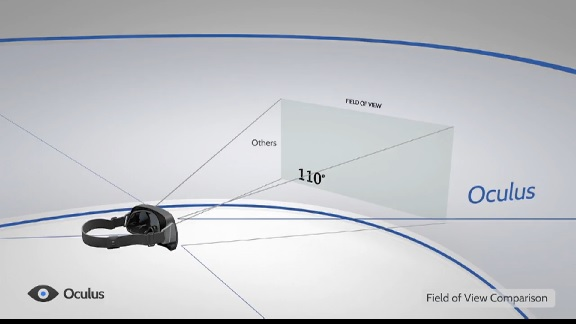 FIELD OF VIEW
Others
110°
Oculus
Oculus
Field of View Comparison